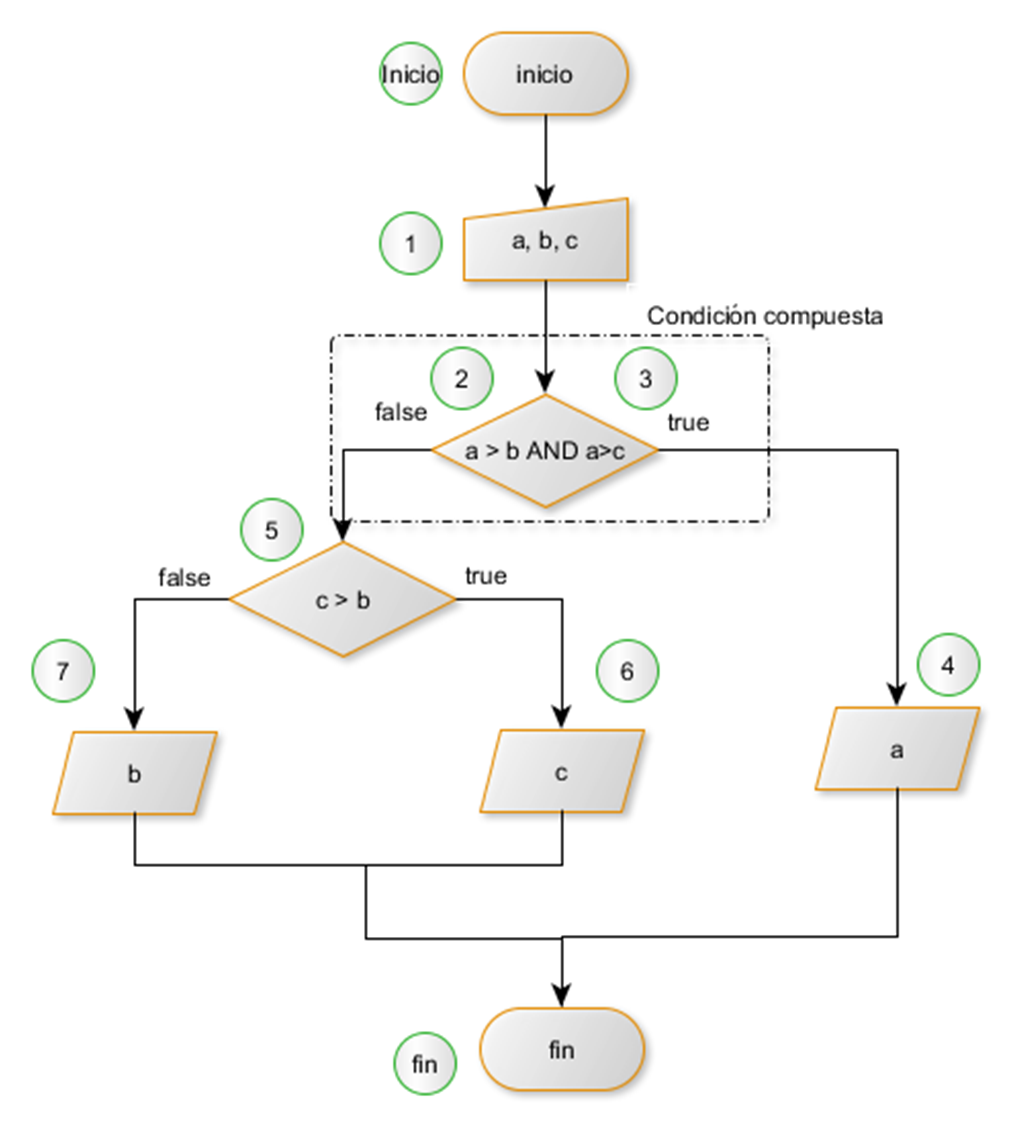 Inicio
inicio
1
a, b, c
Condición compuesta
2
3
false
true
a > b AND a>c
5
false
true
c > b
7
6
4
b
c
a
fin
fin